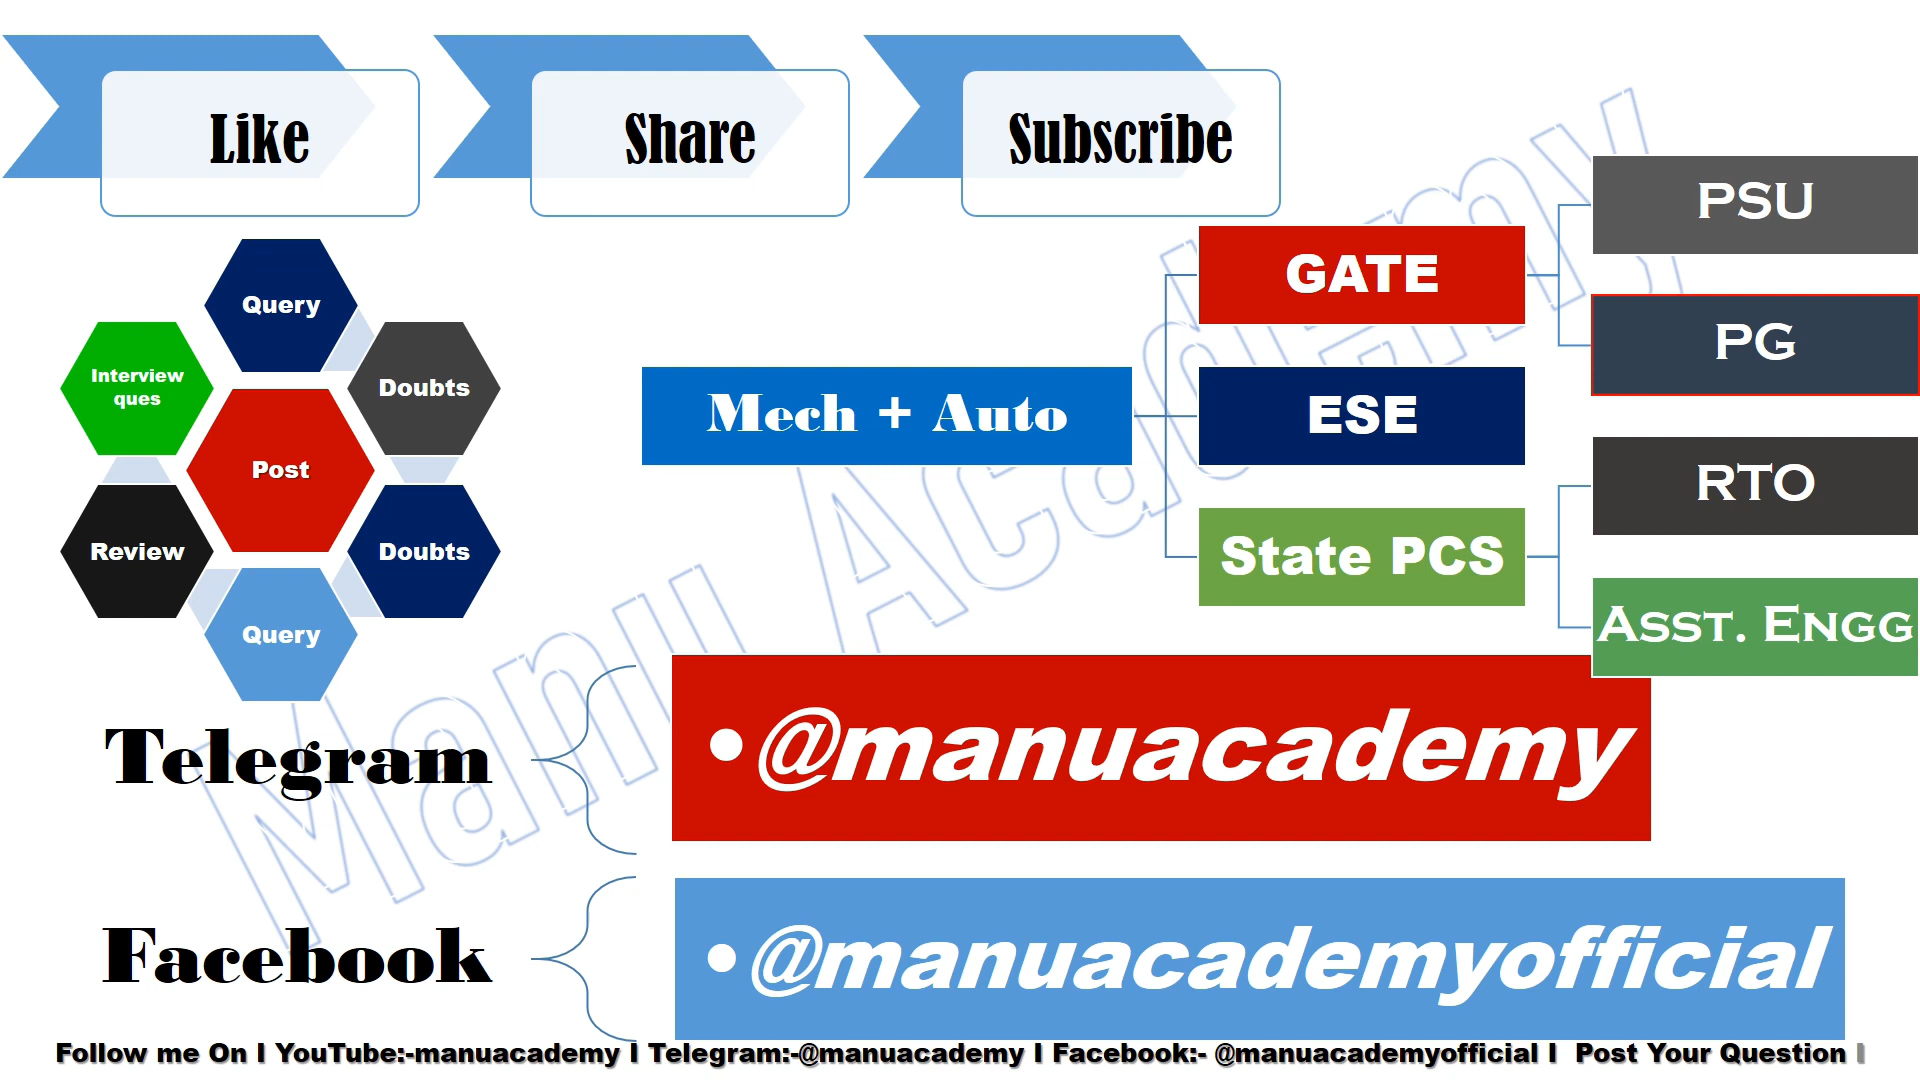 Like
Share
Subscribe
Query
Interview
ques
Doubts
Post
Review
Doubts
Query
Mech + Auto
GATE
ESE
State PCS
PSU
PG
RTO
Asst. Engg
Manu Academy
Telegram
•@manuacademy
Facebook
•@manuacademyofficial
Follow me On I YouTube:-manuacademy I Telegram:-@manuacademy I Facebook:- @manuacademyofficial I Post Your Question I